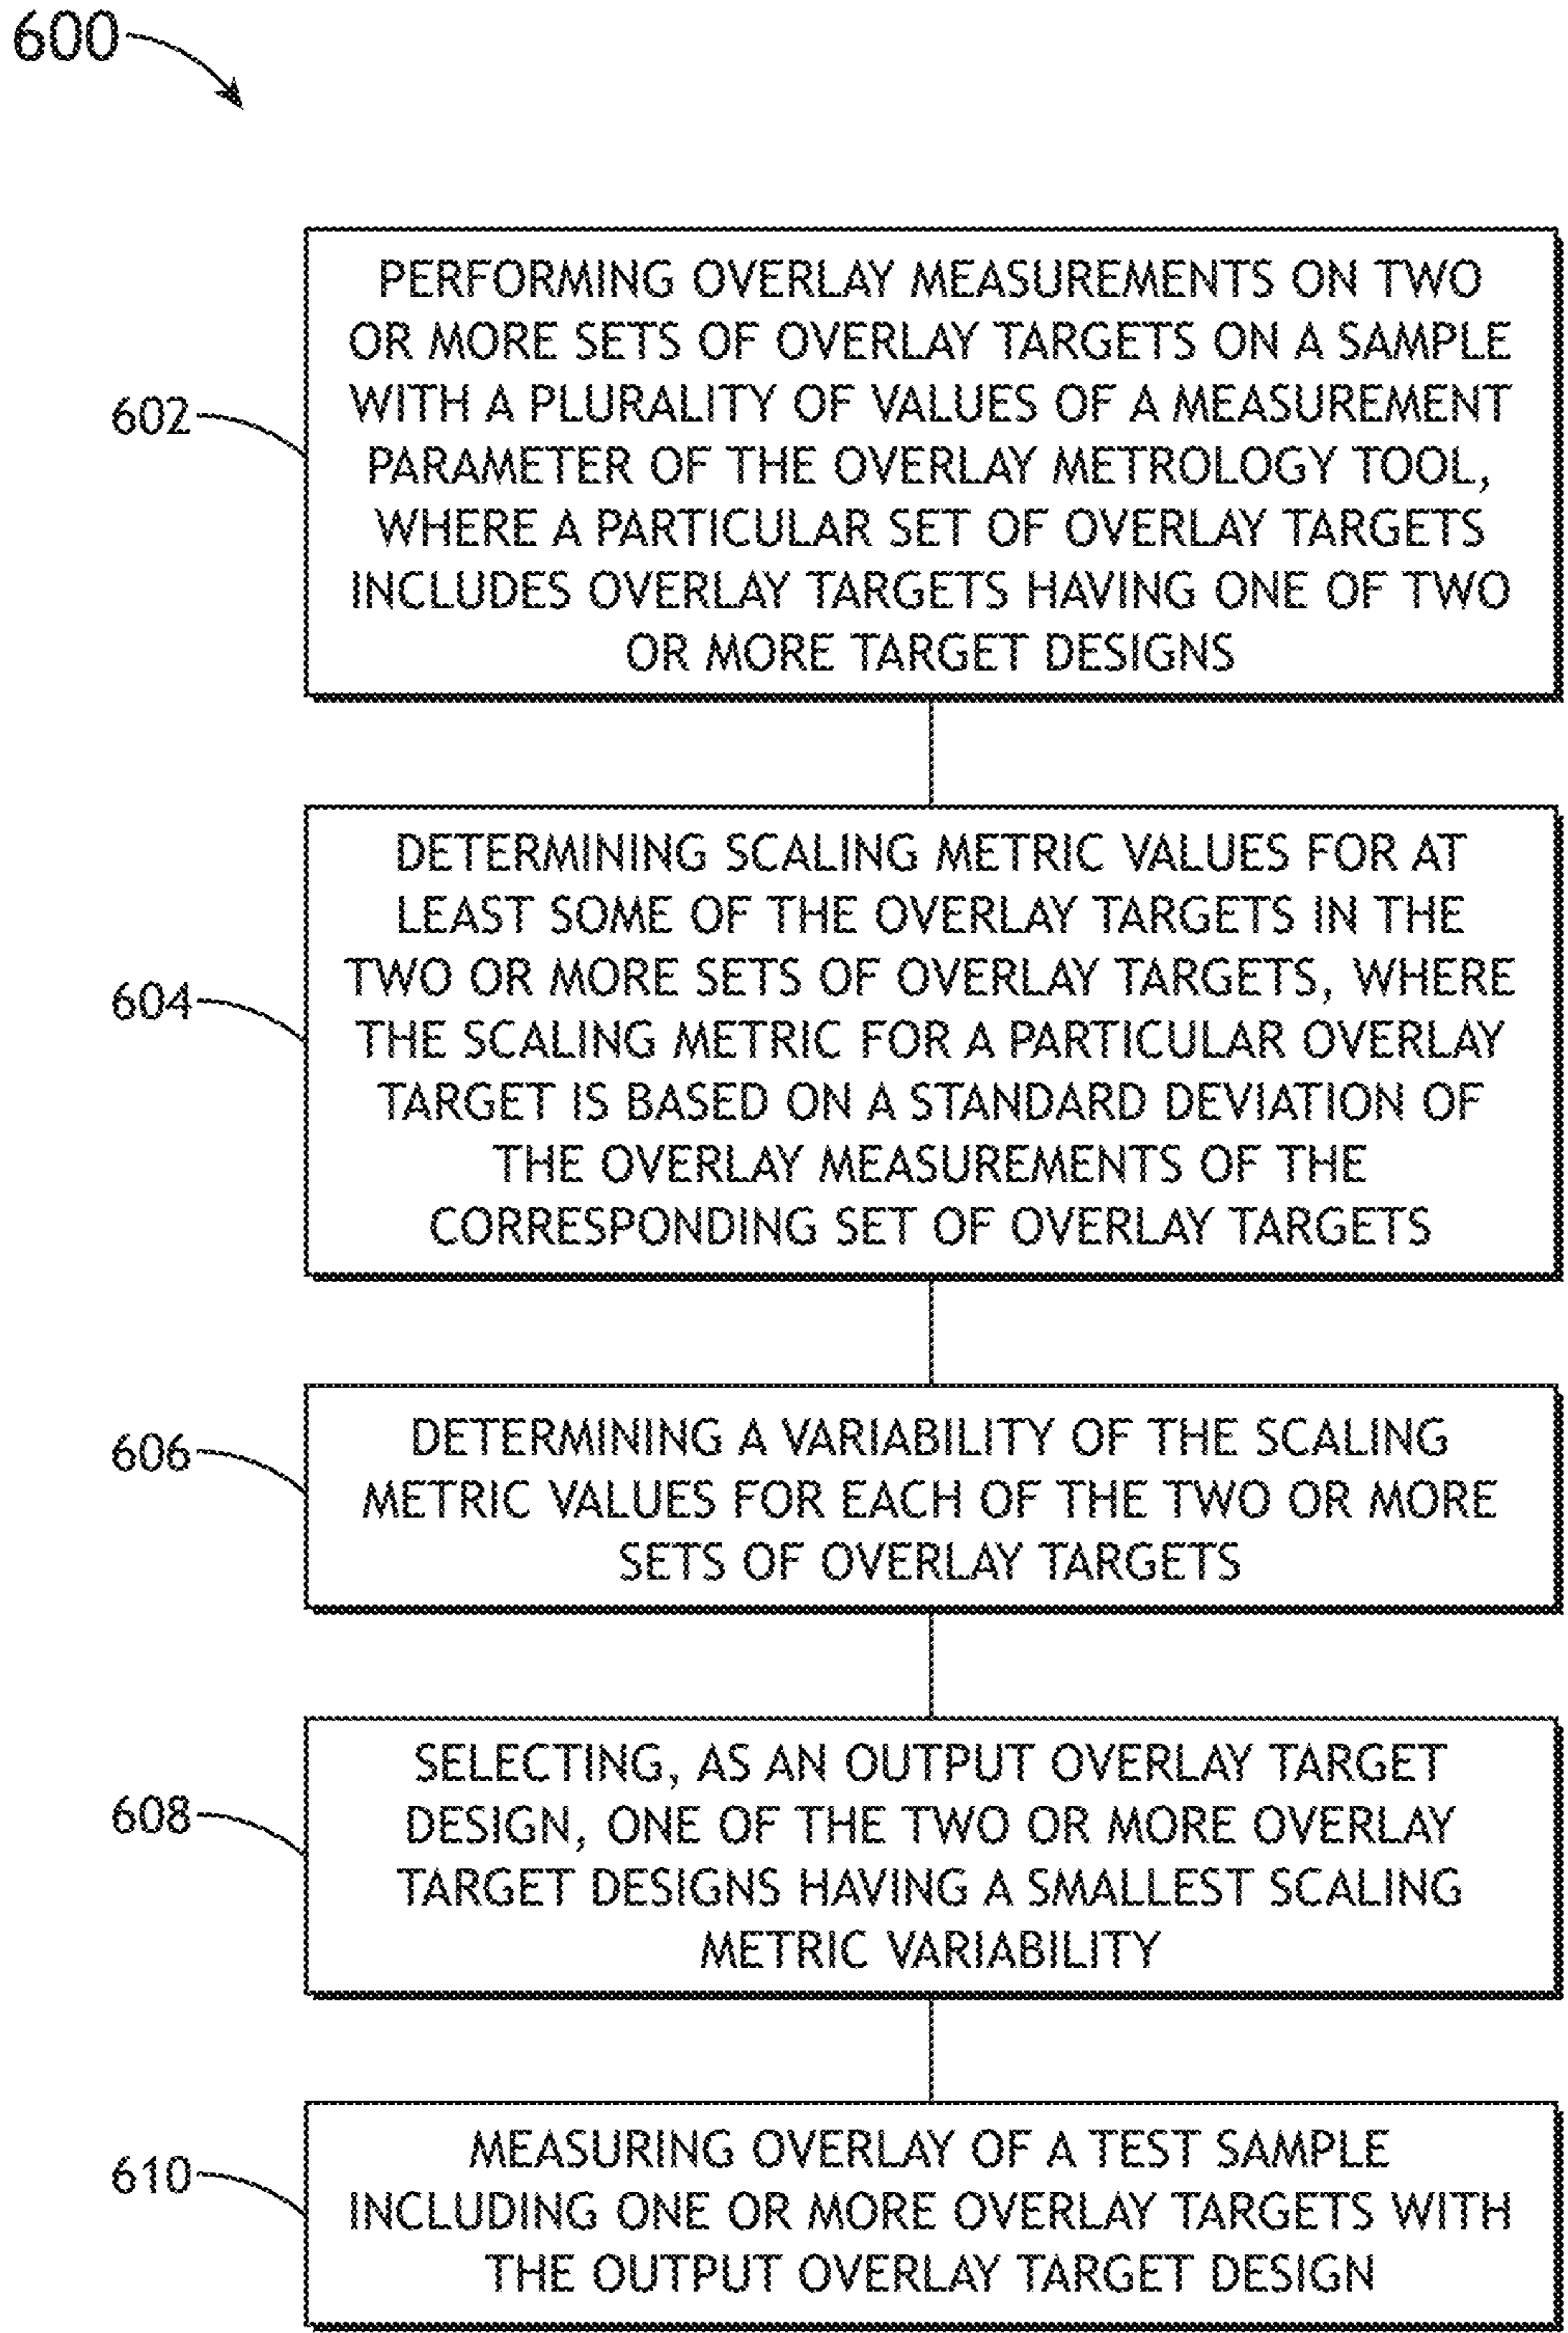 600
PERFORMING OVERLAY MEASUREMENTS ON TWO
OR MORE SETS OF OVERLAY TARGETS ON A SAMPLE
WITH A PLURALITY OF VALUES OF A MEASUREMENT
PARAMETER OF THE OVERLAY METROLOGY TOOL,
WHERE A PARTICULAR SET OF OVERLAY TARGETS
INCLUDES OVERLAY TARGETS HAVING ONE OF TWO
OR MORE TARGET DESIGNS
602
DETERMINING SCALING METRIC VALUES FOR AT
LEAST SOME OF THE OVERLAY TARGETS IN THE
TWO OR MORE SETS OF OVERLAY TARGETS, WHERE
THE SCALING METRIC FOR A PARTICULAR OVERLAY
TARGET IS BASED ON A STANDARD DEVIATION OF
THE OVERLAY MEASUREMENTS OF THE
CORRESPONDING SET OF OVERLAY TARGETS
604
DETERMINING A VARIABILITY OF THE SCALING
METRIC VALUES FOR EACH OF THE TWO OR MORE
SETS OF OVERLAY TARGETS
606
SELECTING, AS AN OUTPUT OVERLAY TARGET
DESIGN, ONE OF THE TWO OR MORE OVERLAY
TARGET DESIGNS HAVING A SMALLEST SCALING
METRIC VARIABILITY
608
MEASURING OVERLAY OF A TEST SAMPLE
INCLUDING ONE OR MORE OVERLAY TARGETS WITH
THE OUTPUT OVERLAY TARGET DESIGN
610